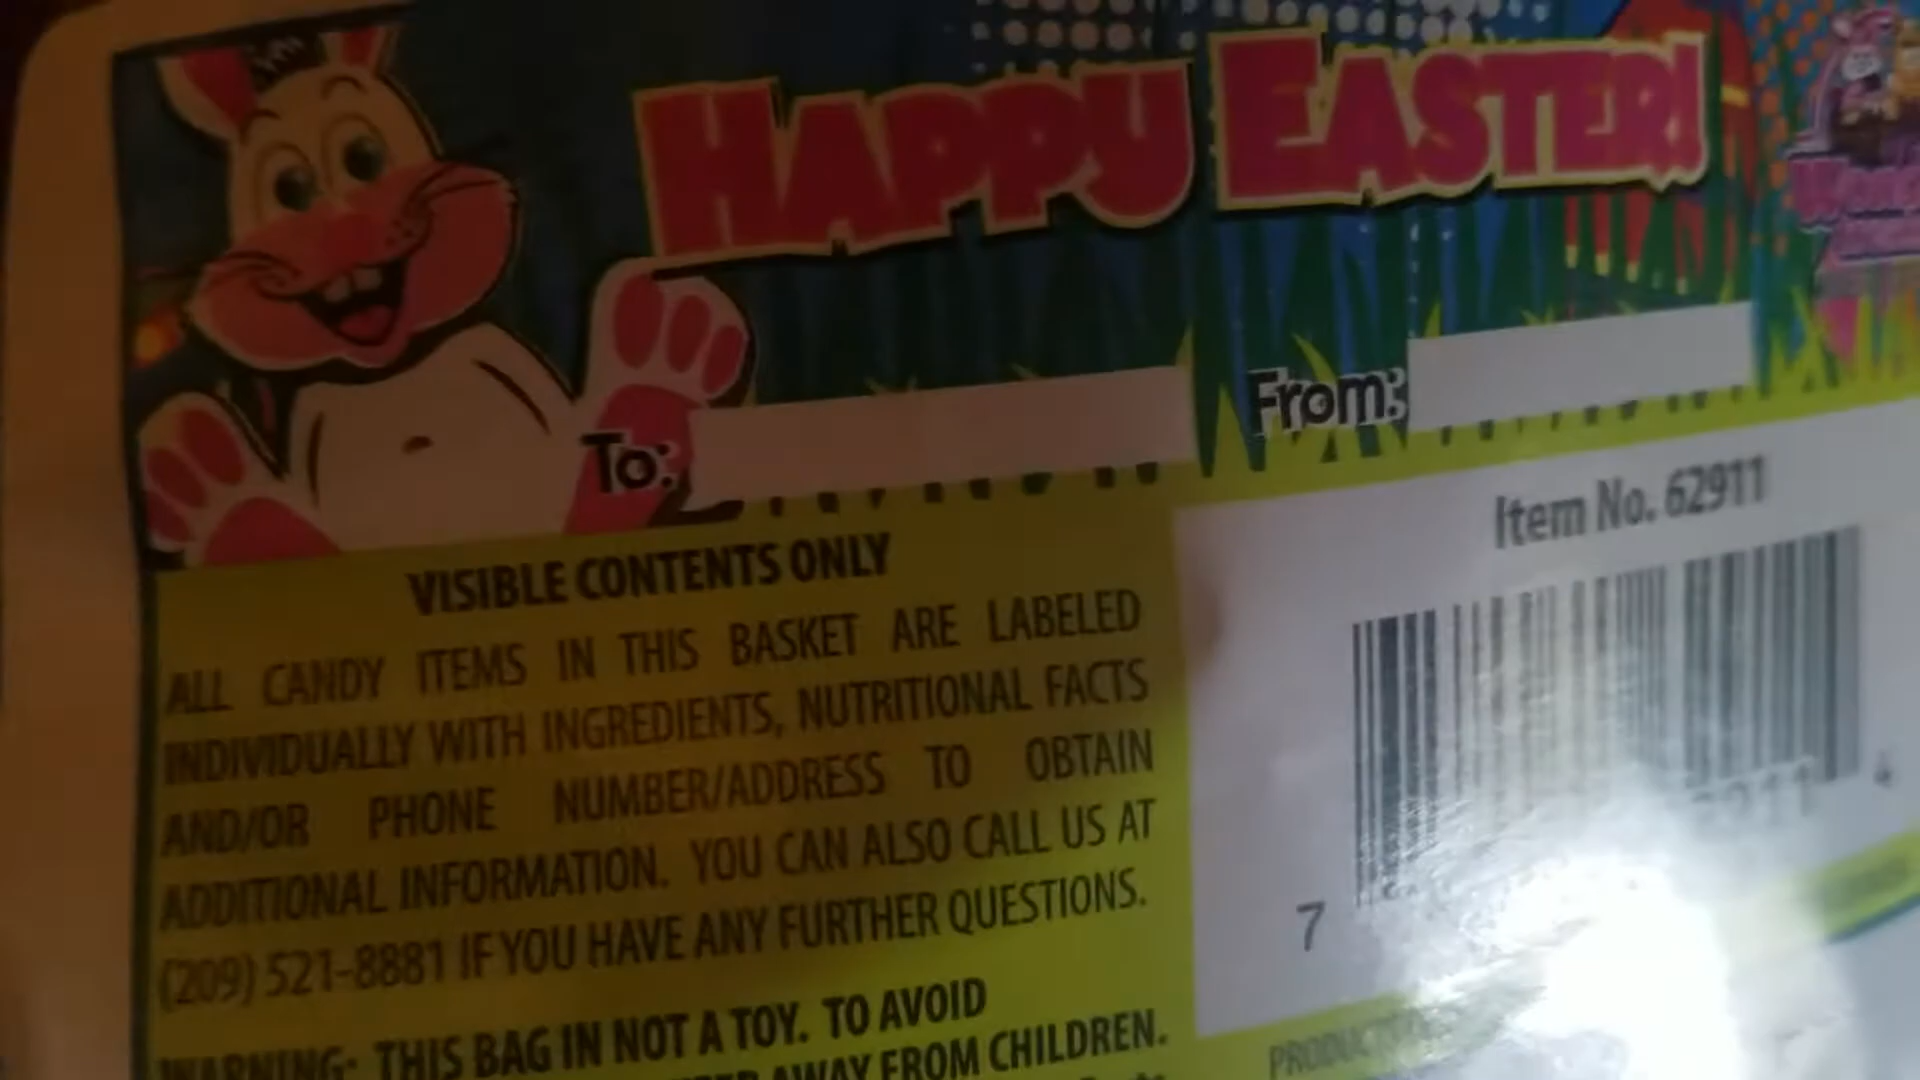 HAPPY EASTER!
To:
From:
Item No. 62911
VISIBLE CONTENTS ONLY
ALL CANDY ITEMS IN THIS BASKET ARE LABELED
INDIVIDUALLY WITH INGREDIENTS, NUTRITIONAL FACTS
AND/OR PHONE NUMBER/ADDRESS TO OBTAIN
ADDITIONAL INFORMATION. YOU CAN ALSO CALL US AT
(209) 521-8881 IF YOU HAVE ANY FURTHER QUESTIONS.
WARNING: THIS BAG IN NOT A TOY. TO AVOID
AWAY FROM CHILDREN.
7